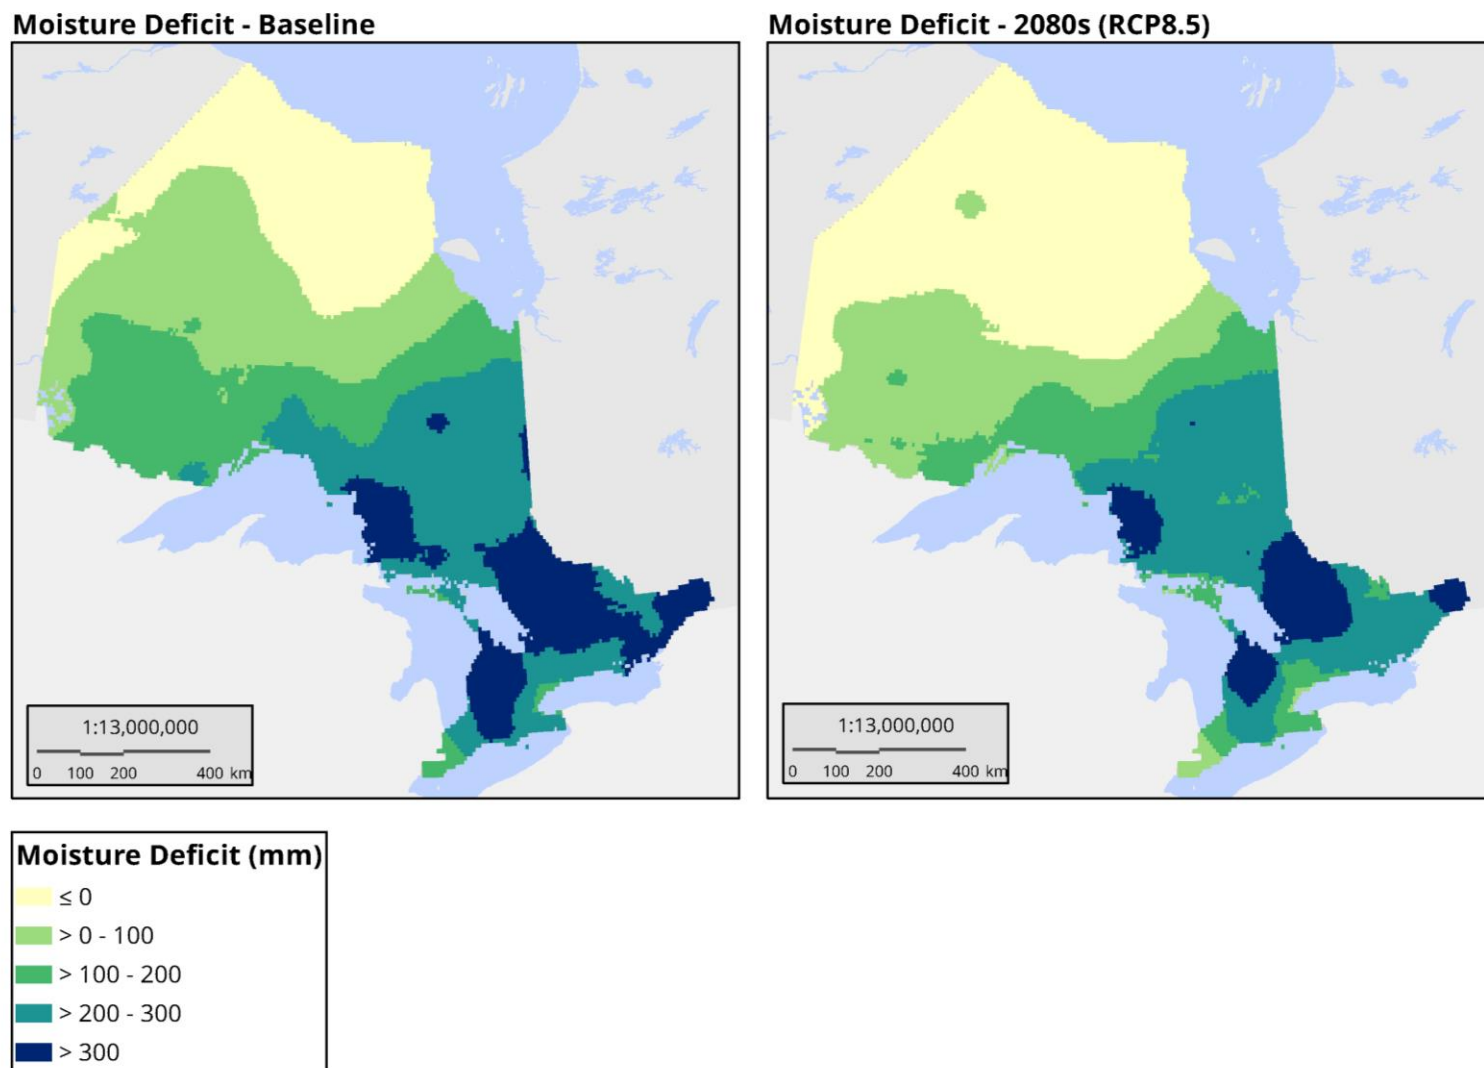 Moisture Deficit - Baseline
Moisture Deficit - 2080s (RCP8.5)
1:13,000,000
0 100 200 400 km
1:13,000,000
0 100 200 400 km
Moisture Deficit (mm)
≤ 0
> 0 - 100
> 100 - 200
> 200 - 300
> 300